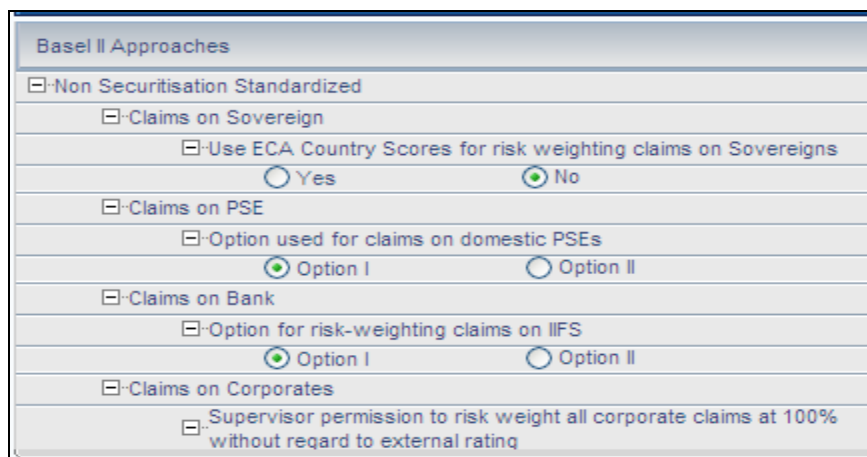 Basel II Approaches
Non Securitisation Standardized
Claims on Sovereign
Use ECA Country Scores for risk weighting claims on Sovereigns
Yes No
Claims on PSE
Option used for claims on domestic PSEs
Option I Option II
Claims on Bank
Option for risk-weighting claims on IIFS
Option I Option II
Claims on Corporates
Supervisor permission to risk weight all corporate claims at 100%
without regard to external rating